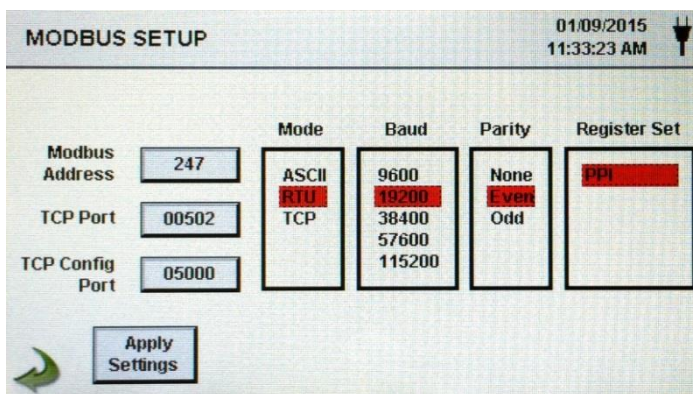 MODBUS SETUP
01/09/2015
11:33:23 AM
Mode
Baud
Parity
Register Set
Modbus
Address
247
TCP Port
00502
TCP Config
Port
05000
ASCII
RTU
TCP
9600
19200
38400
57600
115200
None
Even
Odd
PPI
Apply
Settings